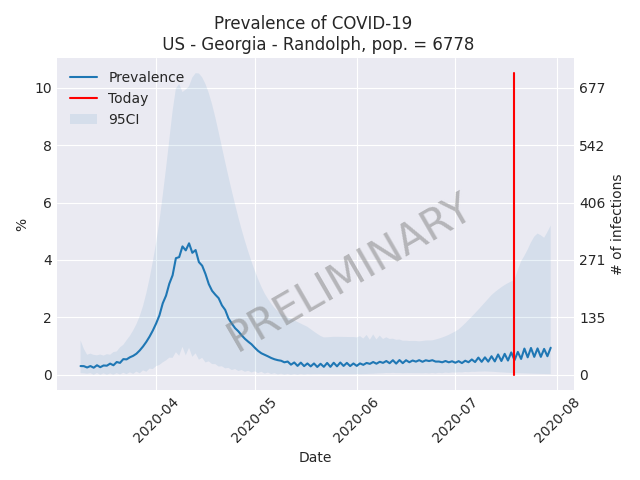 Prevalence of COVID-19
US - Georgia - Randolph, pop. = 6778
Prevalence
Today
95CI
10
8
6
4
2
0
%
677
542
406
271
135
0
# of infections
PRELIMINARY
2020-04
2020-05
2020-06
2020-07
2020-08
Date